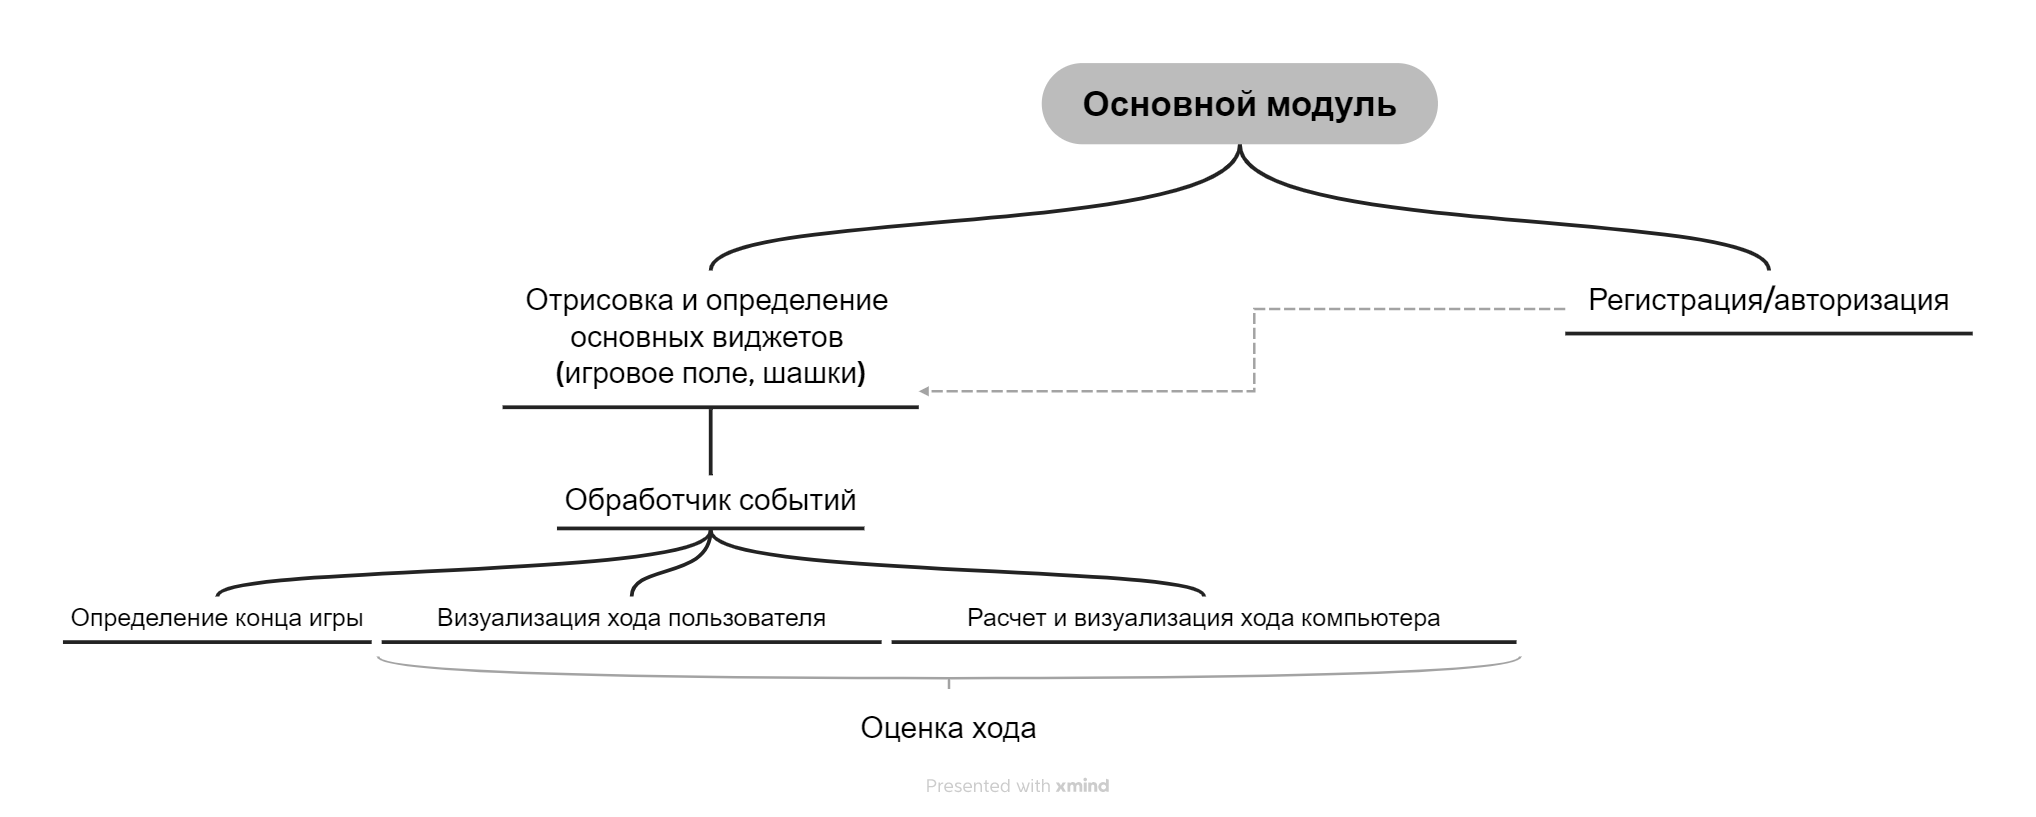 Основной модуль
Отрисовка и определение
основных виджетов
(игровое поле, шашки)
Регистрация/авторизация
Обработчик событий
Определение конца игры
Визуализация хода пользователя
Расчет и визуализация хода компьютера
Оценка хода
Presented with xmind